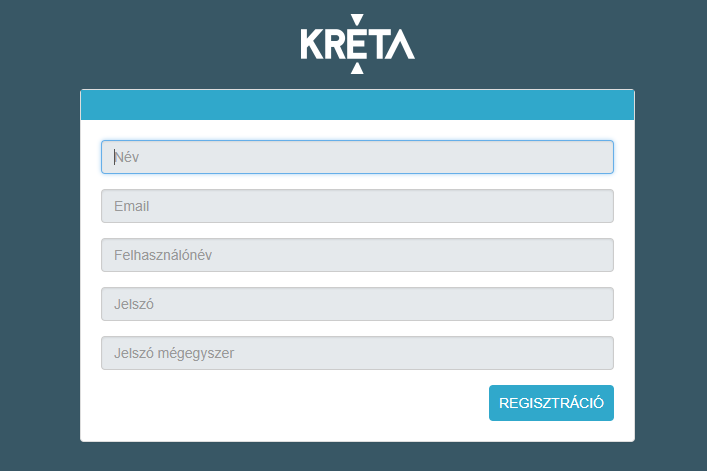 KRÉTA
Név
Email
Felhasználónév
Jelszó
Jelszó mégegyszer
REGISZTRÁCIÓ